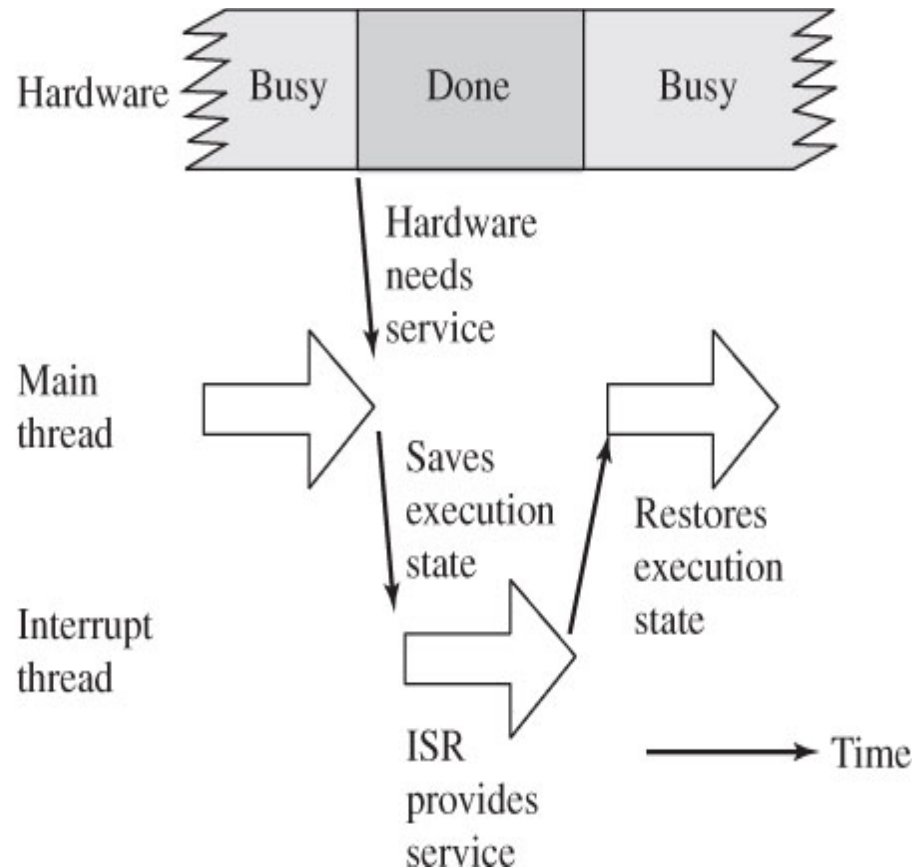 Hardware
Busy
Done
Busy
Hardware
needs
service
Main
thread
Saves
execution
state
Restores
execution
state
Interrupt
thread
ISR
provides
service
Time